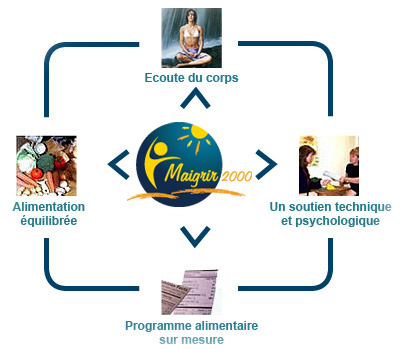 Ecoute du corps
Maigrir 2000
Alimentation
équilibrée
Un soutien technique
et psychologique
Programme alimentaire
sur mesure